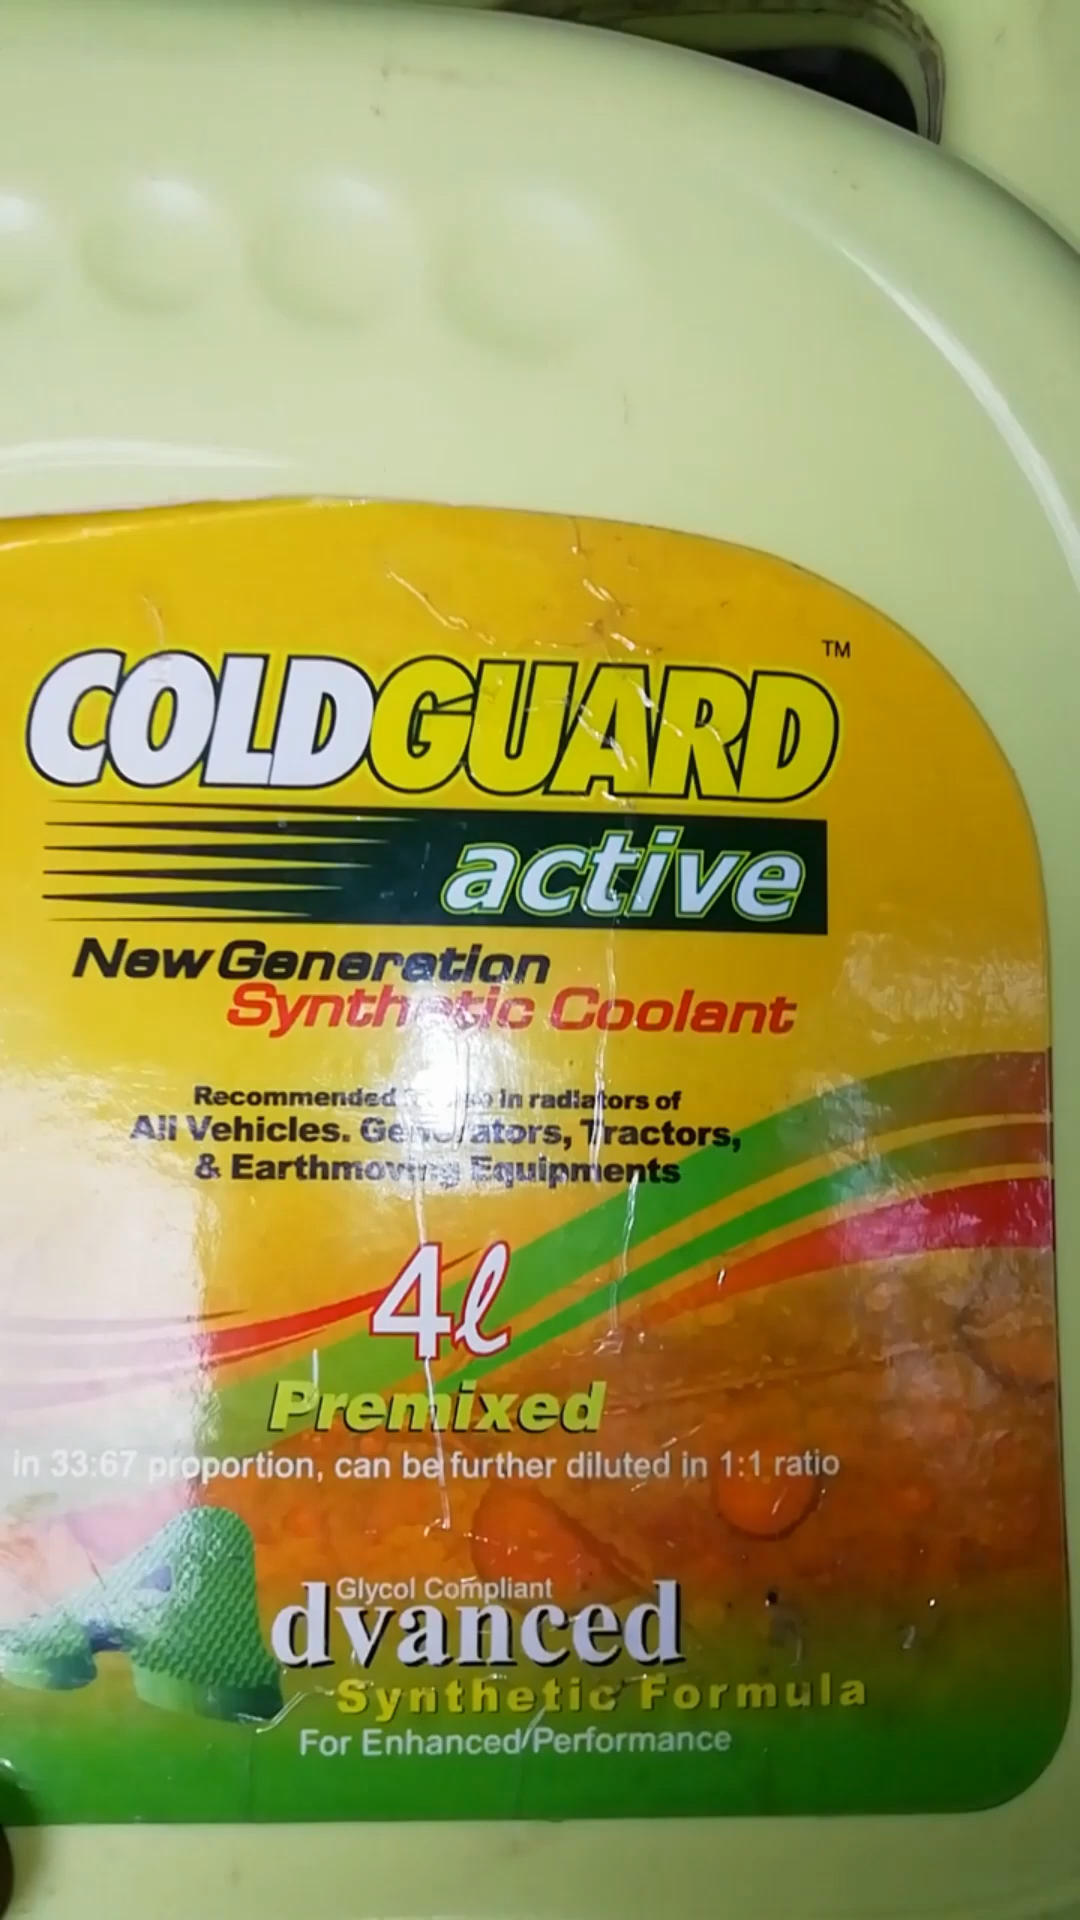 COLDGUARD TM
active
New Generation
Synthetic Coolant
Recommended in radiators of
All Vehicles. Generators, Tractors,
& Earthmoving Equipments
4ℓ
Premixed
in 33:67 proportion, can be further diluted in 1:1 ratio
Glycol Compliant
dvanced
Synthetic Formula
For Enhanced Performance